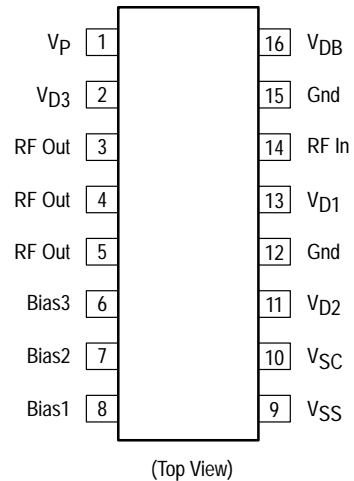 VP 1 16 VDB
VD3 2 15 Gnd
RF Out 3 14 RF In
RF Out 4 13 VD1
RF Out 5 12 Gnd
Bias3 6 11 VD2
Bias2 7 10 VSC
Bias1 8 9 VSS
(Top View)